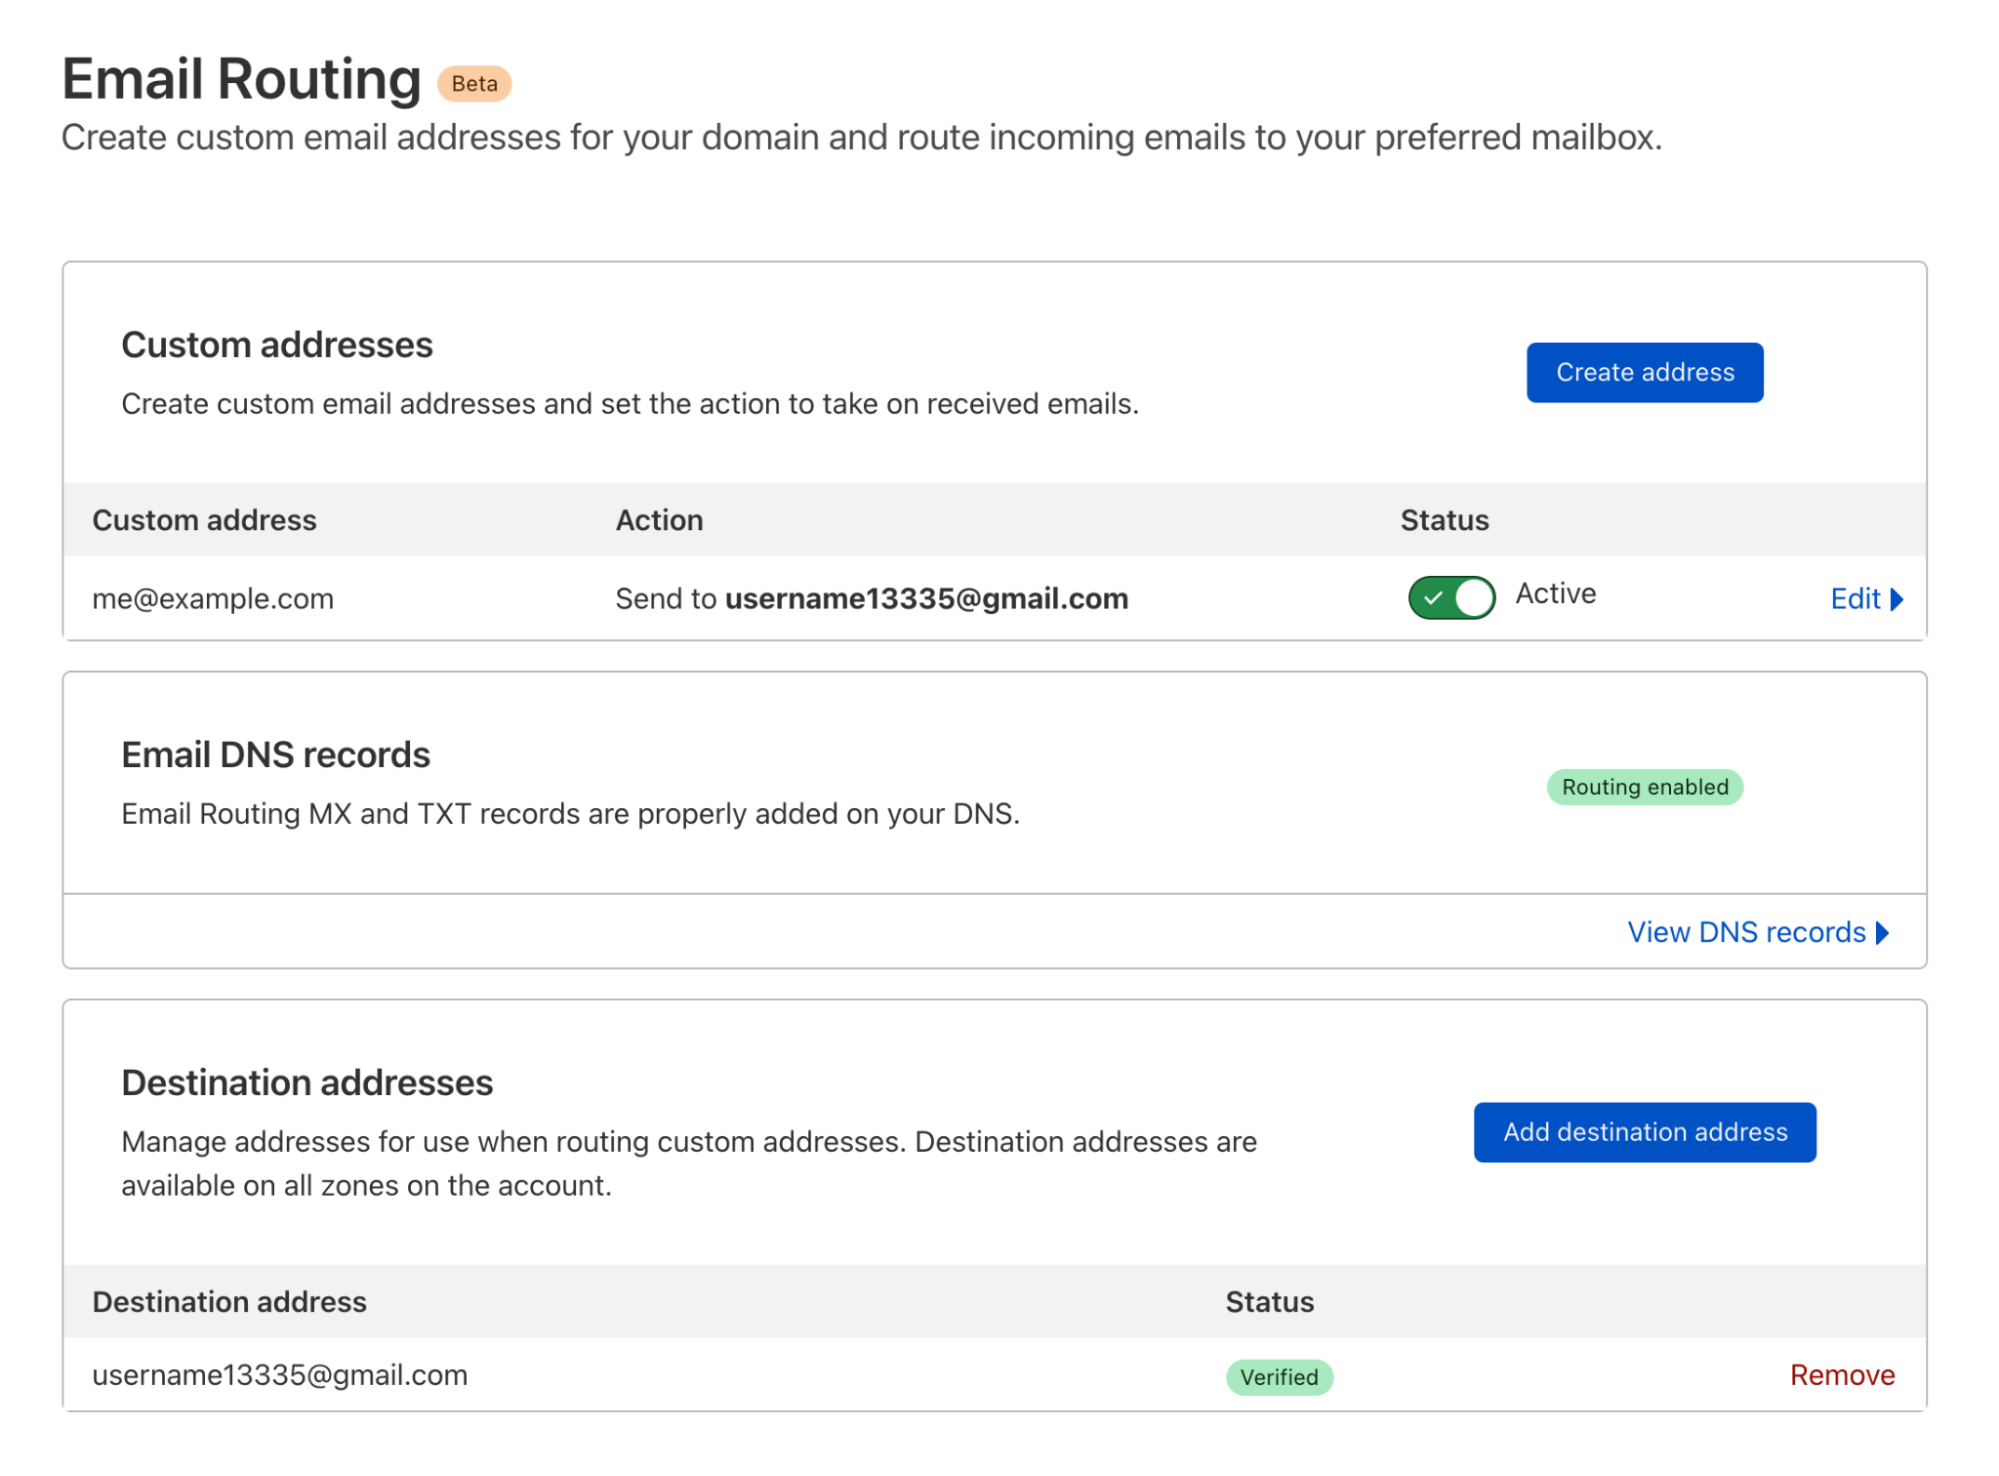 Email Routing Beta
Create custom email addresses for your domain and route incoming emails to your preferred mailbox.
Custom addresses
Create custom email addresses and set the action to take on received emails.
Create address
Custom address Action Status
me@example.com Send to username13335@gmail.com Active Edit
Email DNS records
Email Routing MX and TXT records are properly added on your DNS.
Routing enabled
View DNS records
Destination addresses
Manage addresses for use when routing custom addresses. Destination addresses are
available on all zones on the account.
Add destination address
Destination address Status
username13335@gmail.com Verified Remove